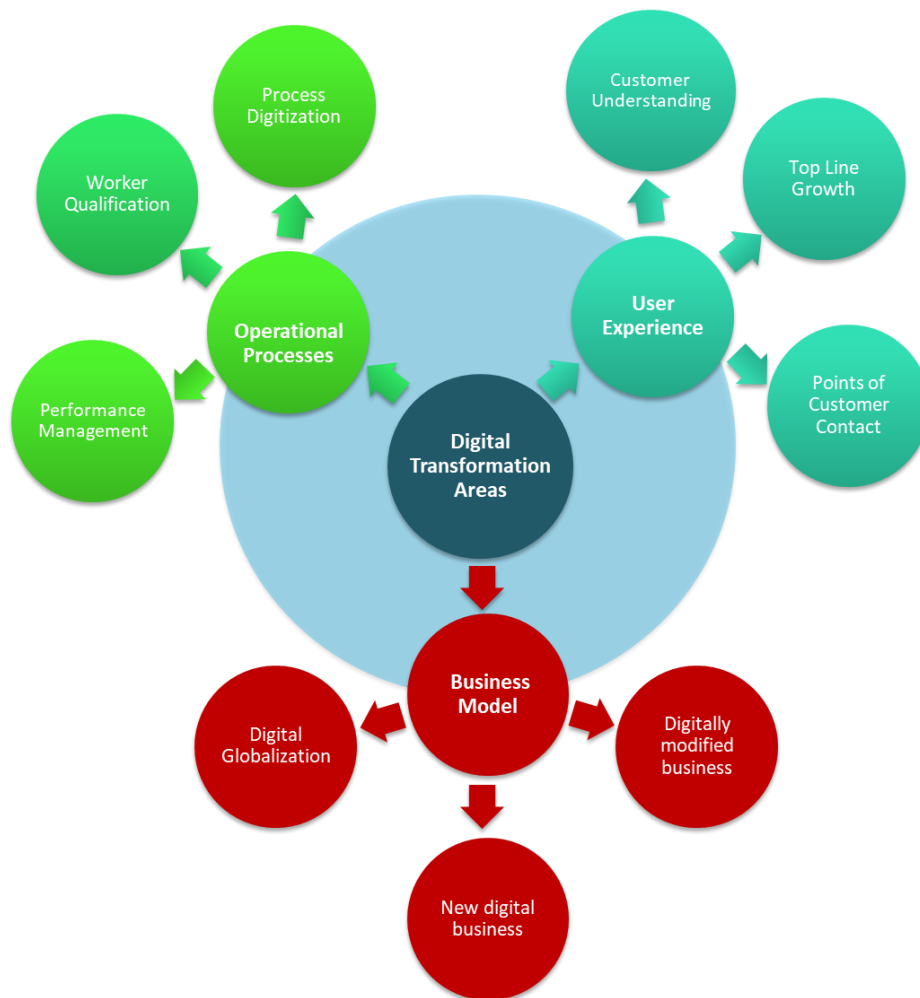 Customer
Understanding
Process
Digitization
Top Line
Growth
Worker
Qualification
User
Experience
Operational
Processes
Points of
Customer
Contact
Performance
Management
Digital
Transformation
Areas
Business
Model
Digital
Globalization
Digitally
modified
business
New digital
business